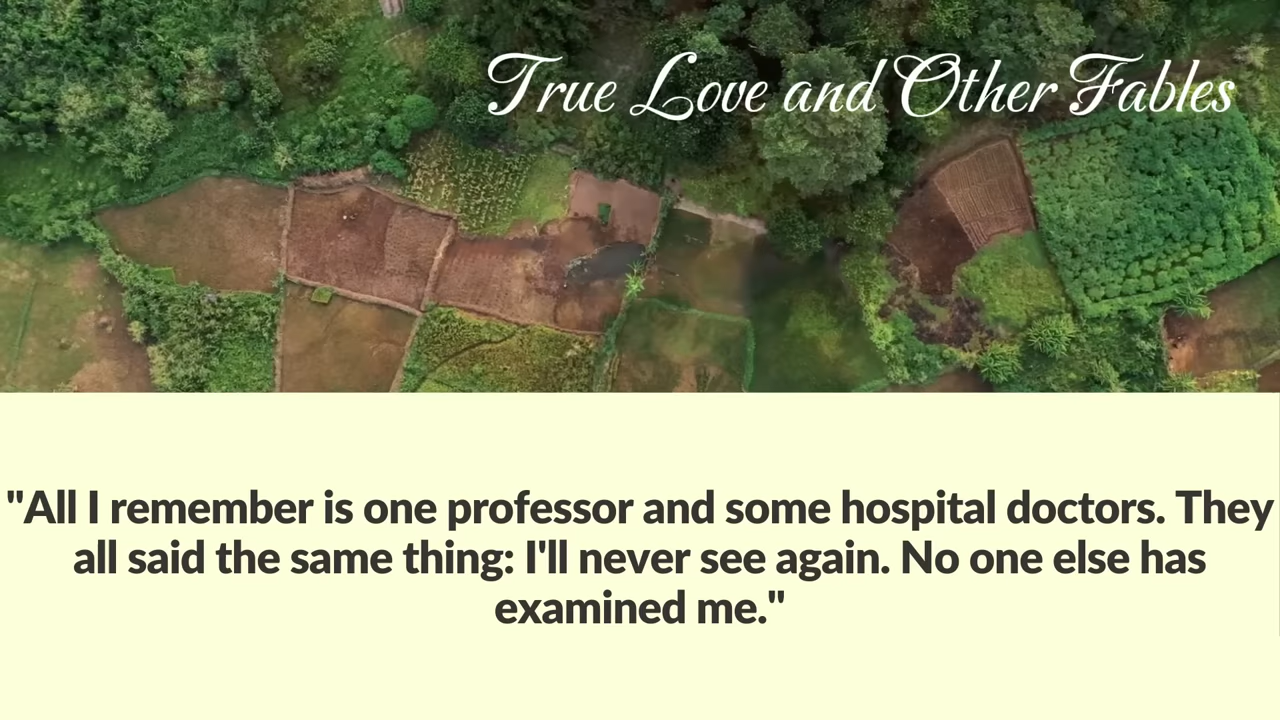 True Love and Other Fables
"All I remember is one professor and some hospital doctors. They
all said the same thing: I'll never see again. No one else has
examined me."